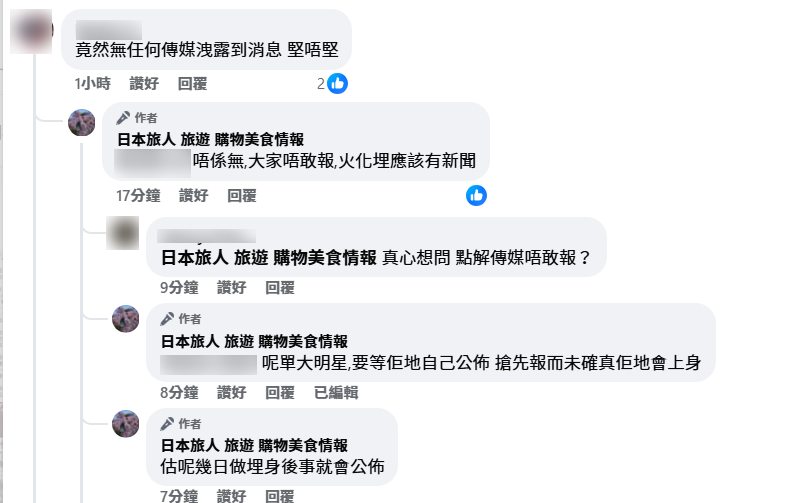 竟然無任何傳媒洩露到消息 堅唔堅
1小時 讚好 回覆 2
作者
日本旅人 旅遊 購物美食情報
唔係無,大家唔敢報,火化埋應該有新聞
17分鐘 讚好 回覆
日本旅人 旅遊 購物美食情報 真心想問 點解傳媒唔敢報？
9分鐘 讚好 回覆
作者
日本旅人 旅遊 購物美食情報
呢單大明星,要等佢地自己公佈 搶先報而未確真佢地會上身
8分鐘 讚好 回覆 已編輯
作者
日本旅人 旅遊 購物美食情報
估呢幾日做埋身後事就會公佈
7分鐘 讚好 回覆